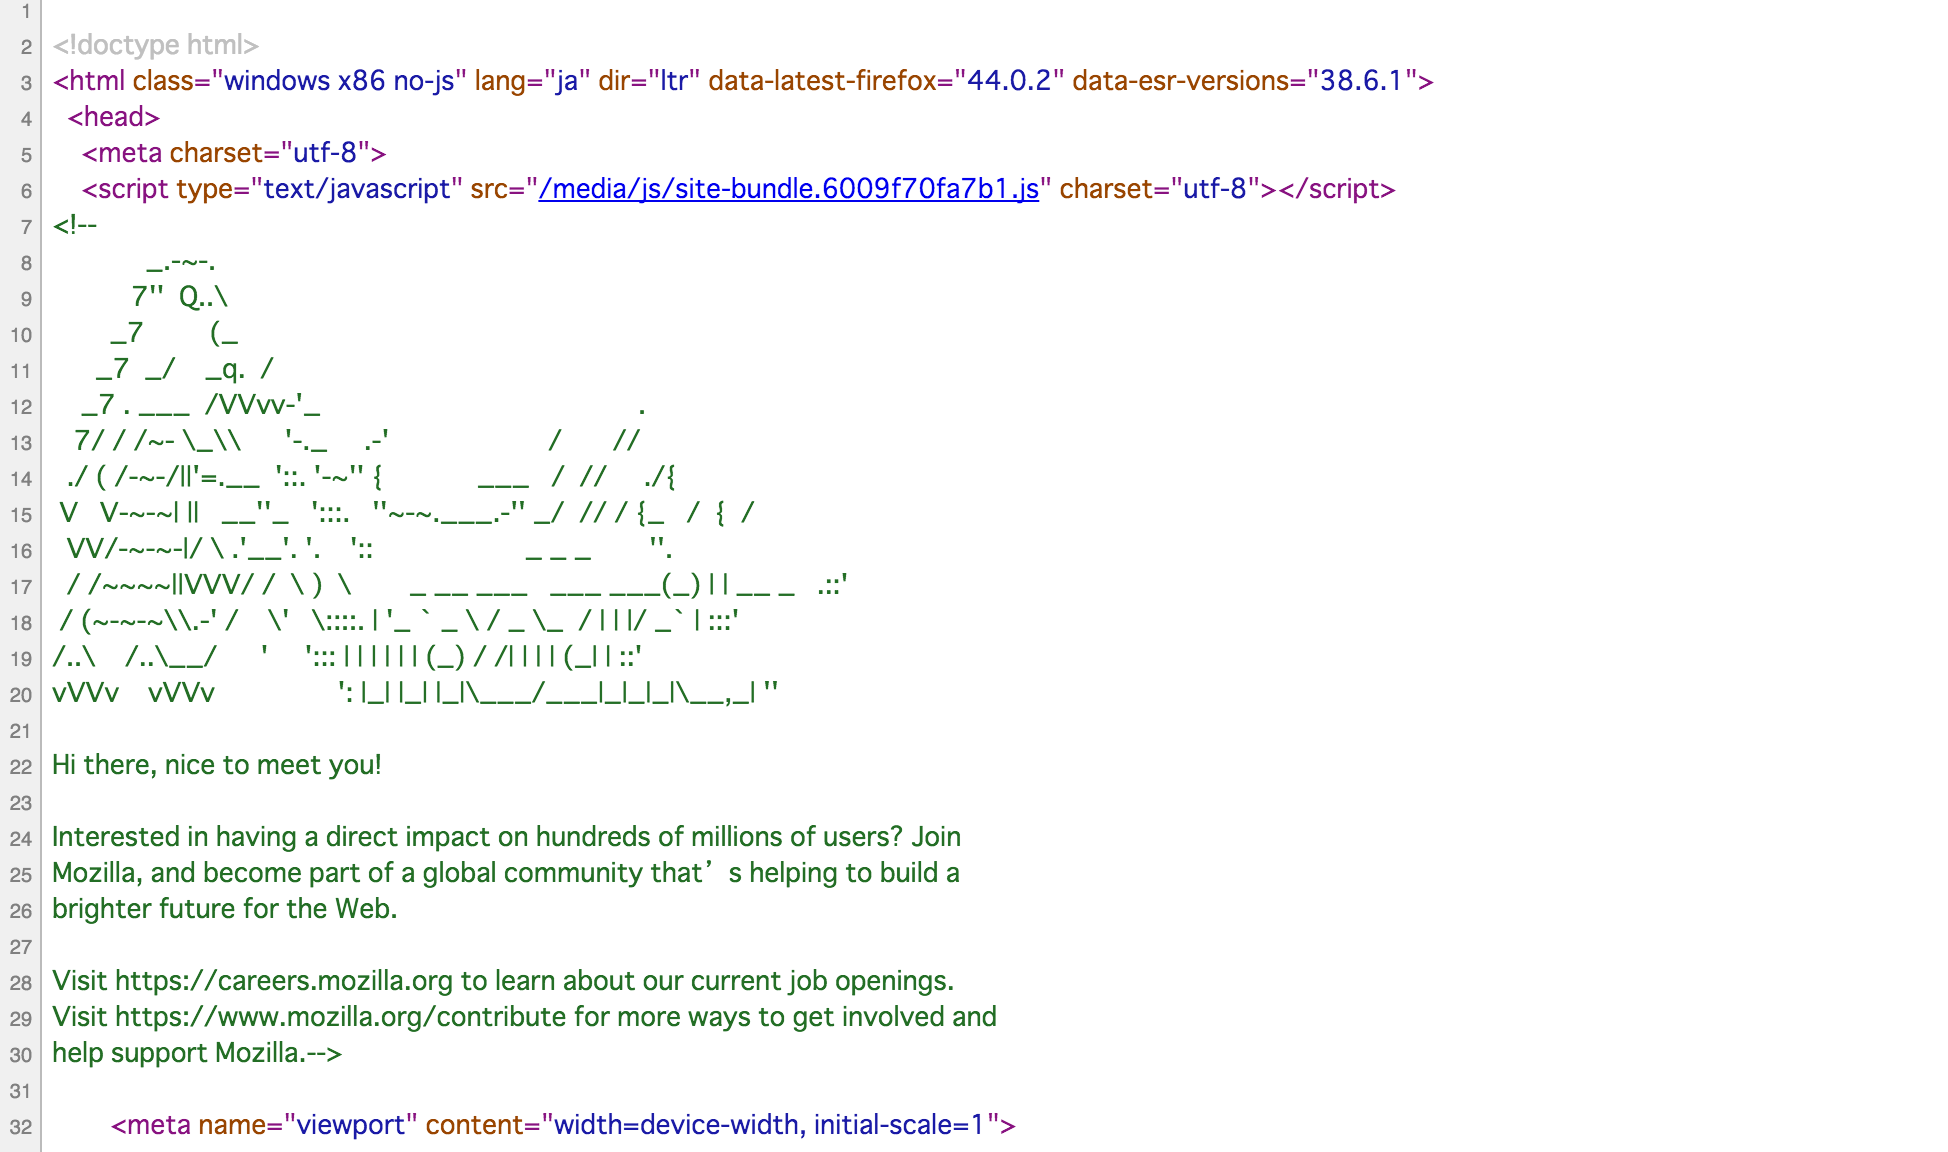 1
2 <!doctype html>
3 <html class="windows x86 no-js" lang="ja" dir="ltr" data-latest-firefox="44.0.2" data-esr-versions="38.6.1">
4   <head>
5     <meta charset="utf-8">
6     <script type="text/javascript" src="/media/js/site-bundle.6009f70fa7b1.js" charset="utf-8"></script>
7 <!--
8              _.-~-.
9            7''  Q..\
10         _7         (_
11       _7  _/    _q.  /
12     _7 . ___  /VVvv-'_                                            .
13    7/ / /~- \_\\      '-._     .-'                      /       //
14   ./ ( /-~-/||'=.__  '::. '-~'' {             ___   /  //     ./{
15  V   V-~-~| ||   __''_   ':::.   ''~-~.___.-'' _/  // / {_   /  {  /
16   VV/-~-~-|/ \ .'__'. '.    '::                     _ _ _        ''.
17   / /~~~~||VVV/ /  \ )  \        _ __ ___   ___ ___(_) | | __ _   .::'
18  / (~-~-~\\.-' /    \'   \::::. | '_ ` _ \ / _ \_  / | | |/ _` | :::'
19 /..\    /..\__/      '     '::: | | | | | | (_) / /| | | | (_| | ::'
20 vVVv    vVVv                 ': |_| |_| |_|\___/___|_|_|_|\__,_| ''
21
22 Hi there, nice to meet you!
23
24 Interested in having a direct impact on hundreds of millions of users? Join
25 Mozilla, and become part of a global community that’s helping to build a
26 brighter future for the Web.
27
28 Visit https://careers.mozilla.org to learn about our current job openings.
29 Visit https://www.mozilla.org/contribute for more ways to get involved and
30 help support Mozilla.-->
31
32         <meta name="viewport" content="width=device-width, initial-scale=1">